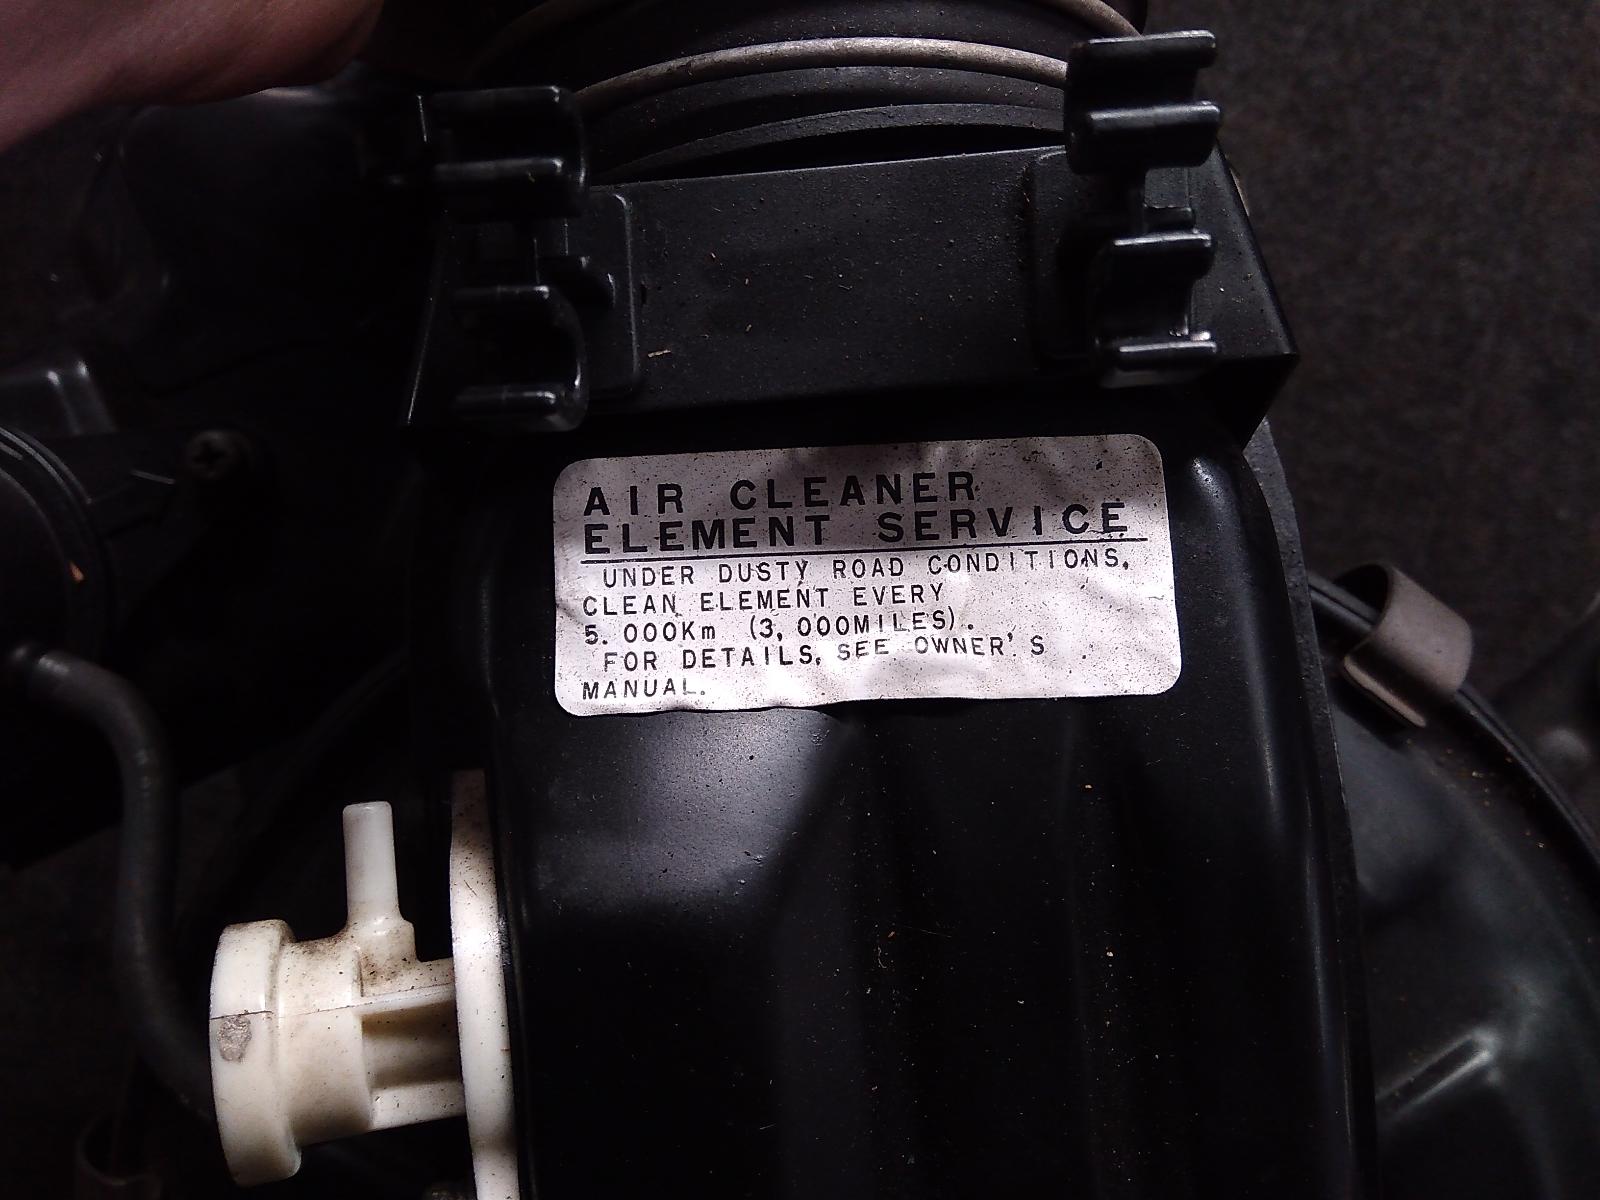 AIR CLEANER
ELEMENT SERVICE
UNDER DUSTY ROAD CONDITIONS,
CLEAN ELEMENT EVERY
5,000Km (3,000MILES).
FOR DETAILS, SEE OWNER'S
MANUAL.